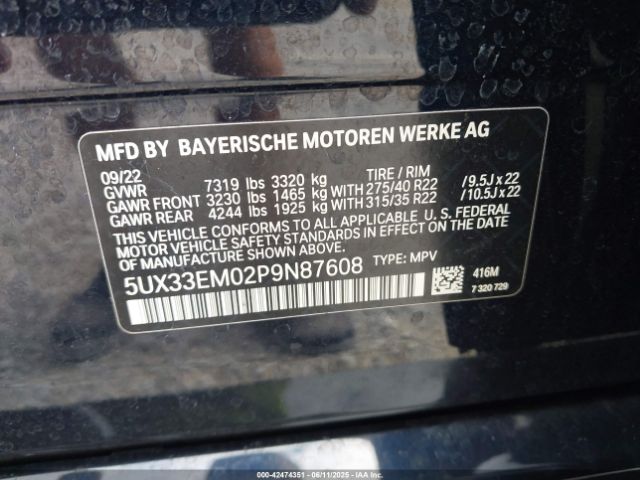 MFD BY BAYERISCHE MOTOREN WERKE AG
09/22 TIRE / RIM
GVWR 7319 lbs 3320 kg
GAWR FRONT 3230 lbs 1465 kg WITH 275/40 R22 /9.5J x 22
GAWR REAR 4244 lbs 1925 kg WITH 315/35 R22 /10.5J x 22
THIS VEHICLE CONFORMS TO ALL APPLICABLE U. S. FEDERAL
MOTOR VEHICLE SAFETY STANDARDS IN EFFECT ON THE DATE
OF MANUFACTURE SHOWN ABOVE.
5UX33EM02P9N87608 TYPE: MPV
416M
7 320 729
© IAA - 42474351 - 06/11/2025 - IAAI.COM